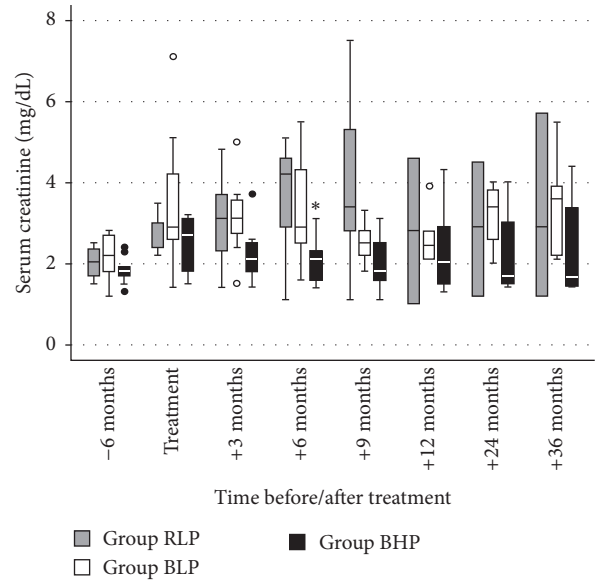 Serum creatinine (mg/dL)
8
6
4
2
0
*
−6 months
Treatment
+3 months
+6 months
+9 months
+12 months
+24 months
+36 months
Time before/after treatment
Group RLP
Group BLP
Group BHP